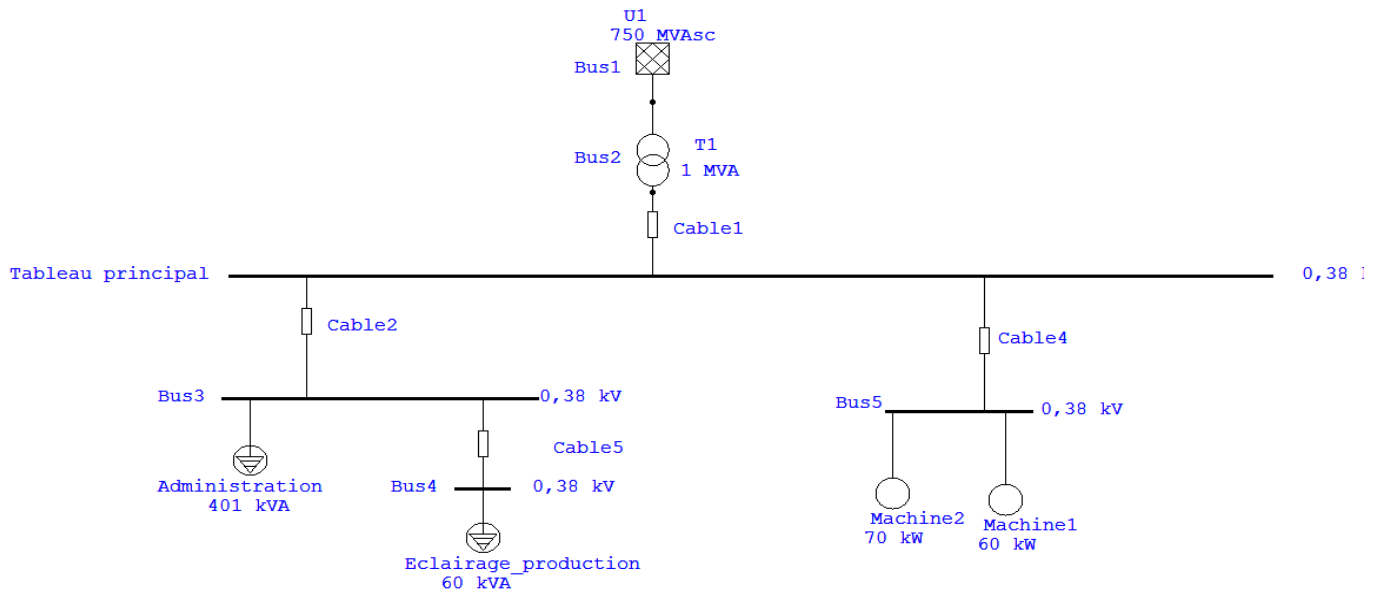 U1
750 MVAsc
Bus1
T1
Bus2
1 MVA
Cable1
Tableau principal
0,38
Cable2
Cable4
Bus3
0,38 kV
Bus5
0,38 kV
Cable5
Administration
401 kVA
Bus4
0,38 kV
Machine2
70 kW
Machine1
60 kW
Eclairage_production
60 kVA